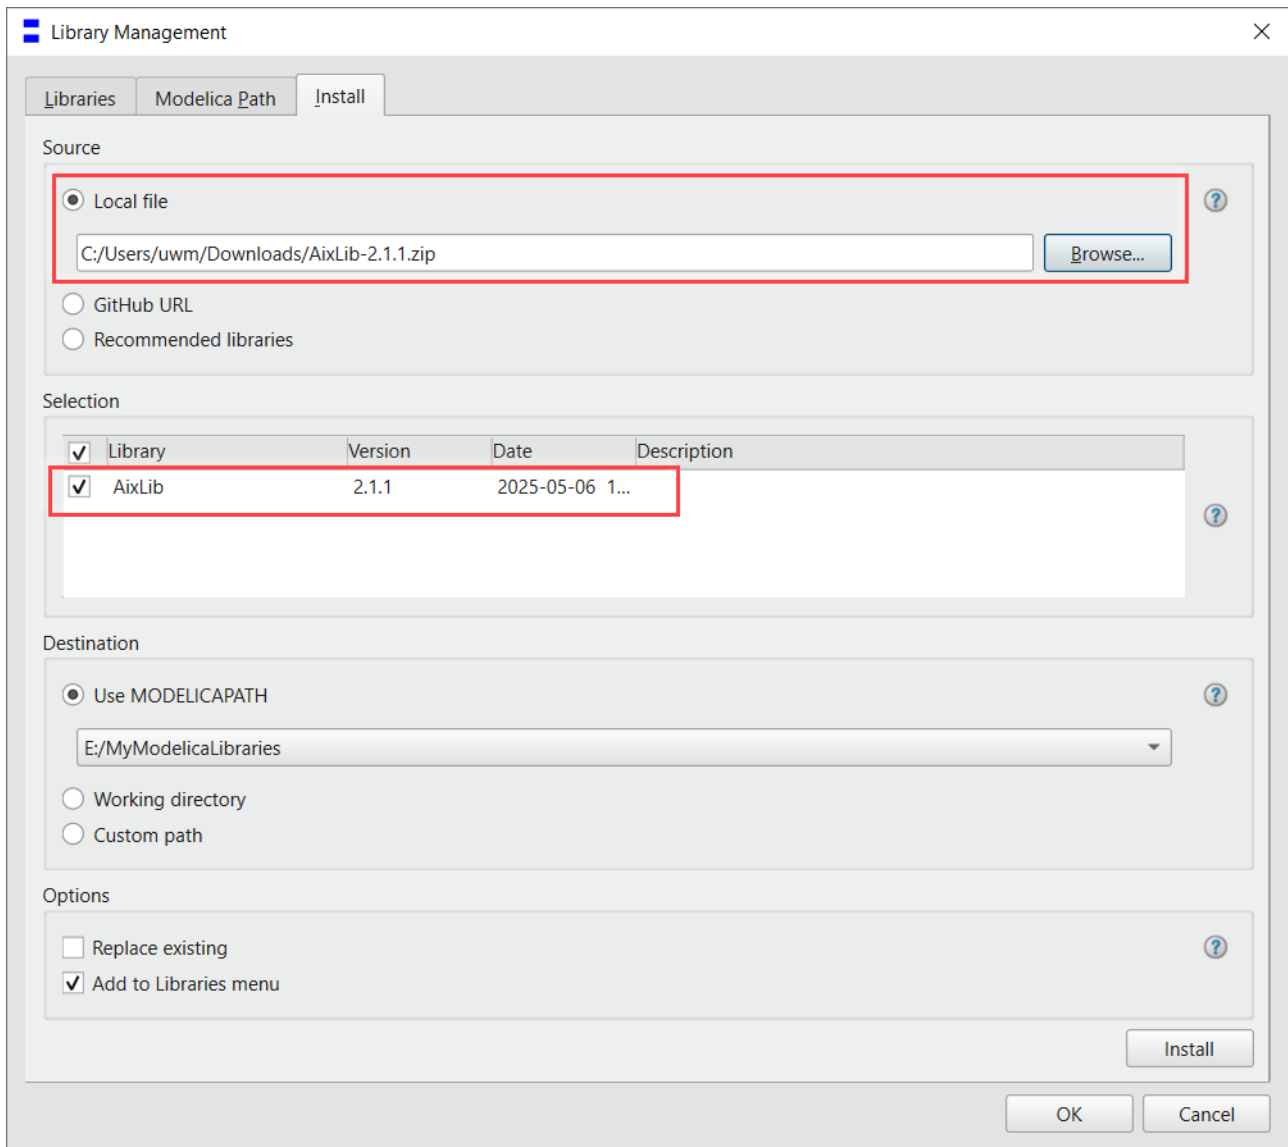 Library Management
Libraries Modelica Path Install
Source
Local file
C:/Users/uwm/Downloads/AixLib-2.1.1.zip Browse...
GitHub URL
Recommended libraries
Selection
Library Version Date Description
AixLib 2.1.1 2025-05-06 1...
Destination
Use MODELICAPATH
E:/MyModelicaLibraries
Working directory
Custom path
Options
Replace existing
Add to Libraries menu
Install
OK Cancel